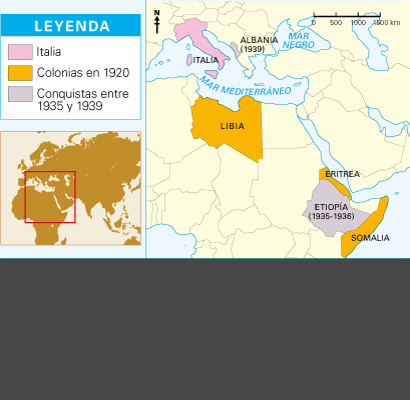 LEYENDA
Italia
Colonias en 1920
Conquistas entre
1935 y 1939
N
0 500 1000 1500 km
MAR
NEGRO
ALBANIA
(1939)
ITALIA
MAR MEDITERRÁNEO
LIBIA
ERITREA
ETIOPÍA
(1935-1936)
SOMALIA